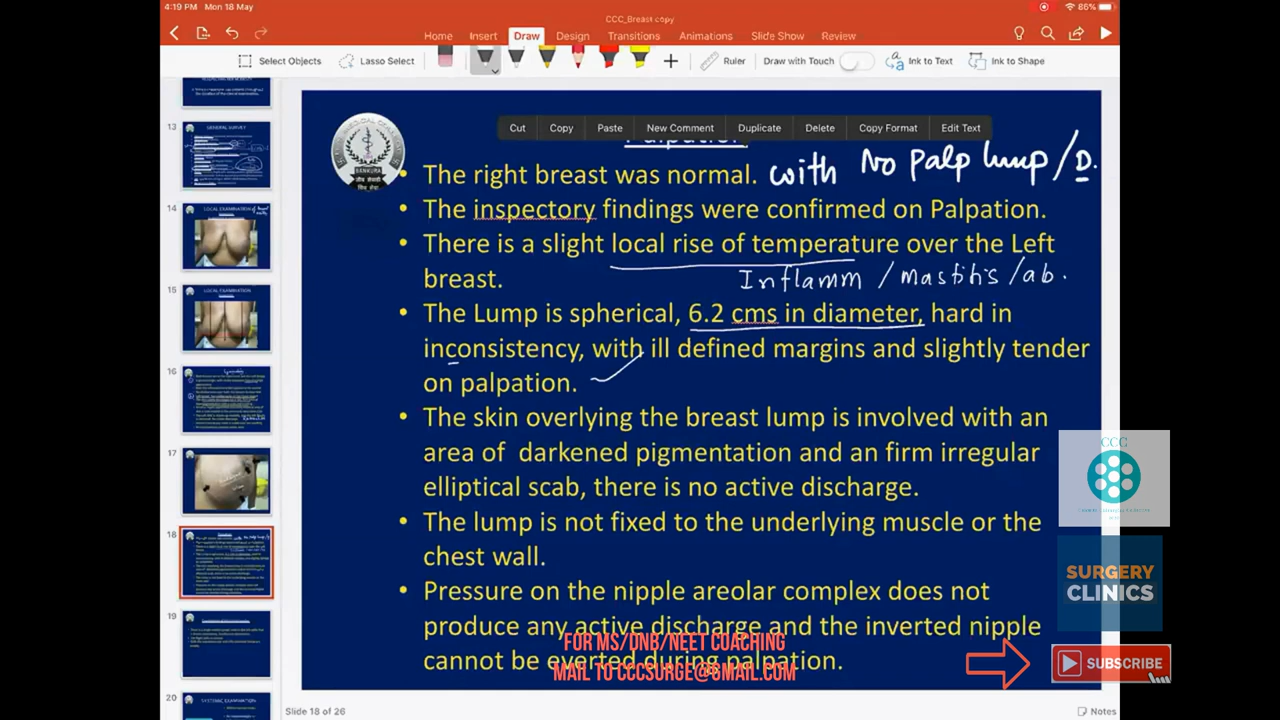 4:19 PM Mon 18 May
86%
CCC_Breast copy
Home Insert Draw Design Transitions Animations Slide Show Review
Select Objects Lasso Select Ruler Draw with Touch Ink to Text Ink to Shape
Cut Copy Paste New Comment Duplicate Delete Copy Format Edit Text
Palpation
The right breast was normal. with No Palp lump / D.
• The inspectory findings were confirmed on Palpation.
• There is a slight local rise of temperature over the Left
breast. Inflamm / mastitis / ab.
• The Lump is spherical, 6.2 cms in diameter, hard in
inconsistency, with ill defined margins and slightly tender
on palpation.
• The skin overlying the breast lump is involved with an
area of darkened pigmentation and an firm irregular
elliptical scab, there is no active discharge.
• The lump is not fixed to the underlying muscle or the
chest wall.
• Pressure on the nipple areolar complex does not
produce any active discharge and the inverted nipple
cannot be everted during palpation.
BANKURA
13
GENERAL SURVEY
14
LOCAL EXAMINATION
15
LOCAL EXAMINATION
16
17
18
19
20
SYSTEMIC EXAMINATION
CCC
SURGERY
CLINICS
FOR MS/DNB/NEET COACHING
MAIL TO CCCSURGE@GMAIL.COM
SUBSCRIBE
Slide 18 of 26
Notes